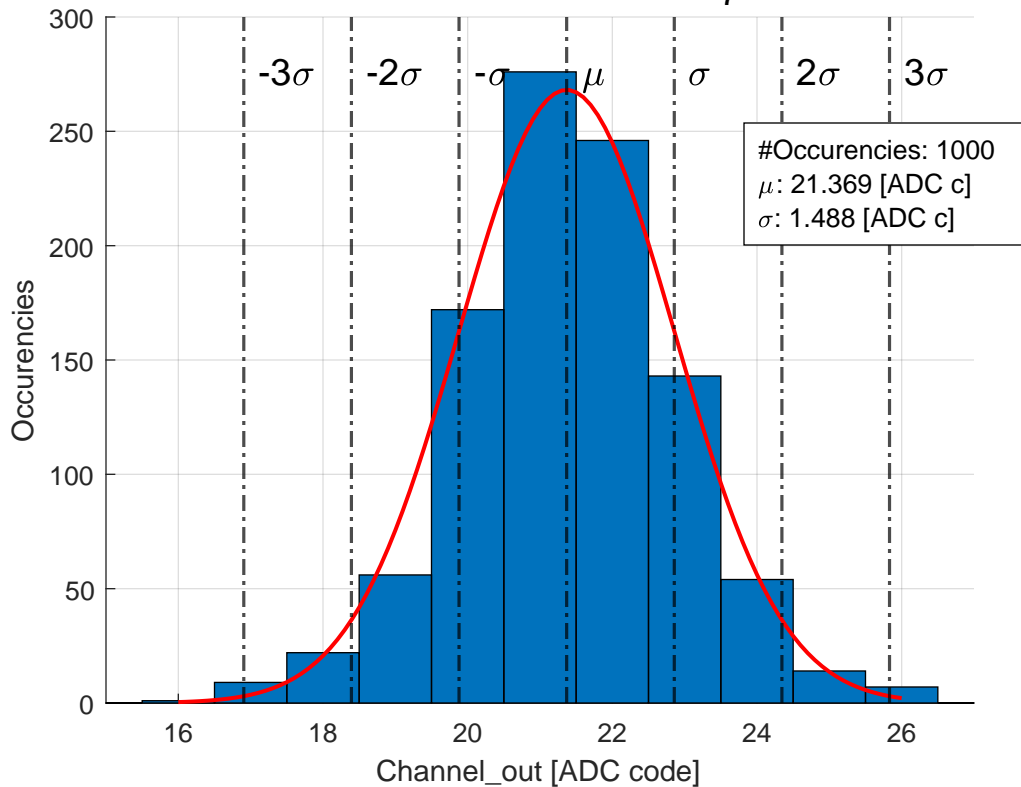 300
-3σ -2σ -σ μ σ 2σ 3σ
250
#Occurencies: 1000
μ: 21.369 [ADC c]
σ: 1.488 [ADC c]
200
150
100
50
0
Occurencies
16 18 20 22 24 26
Channel_out [ADC code]